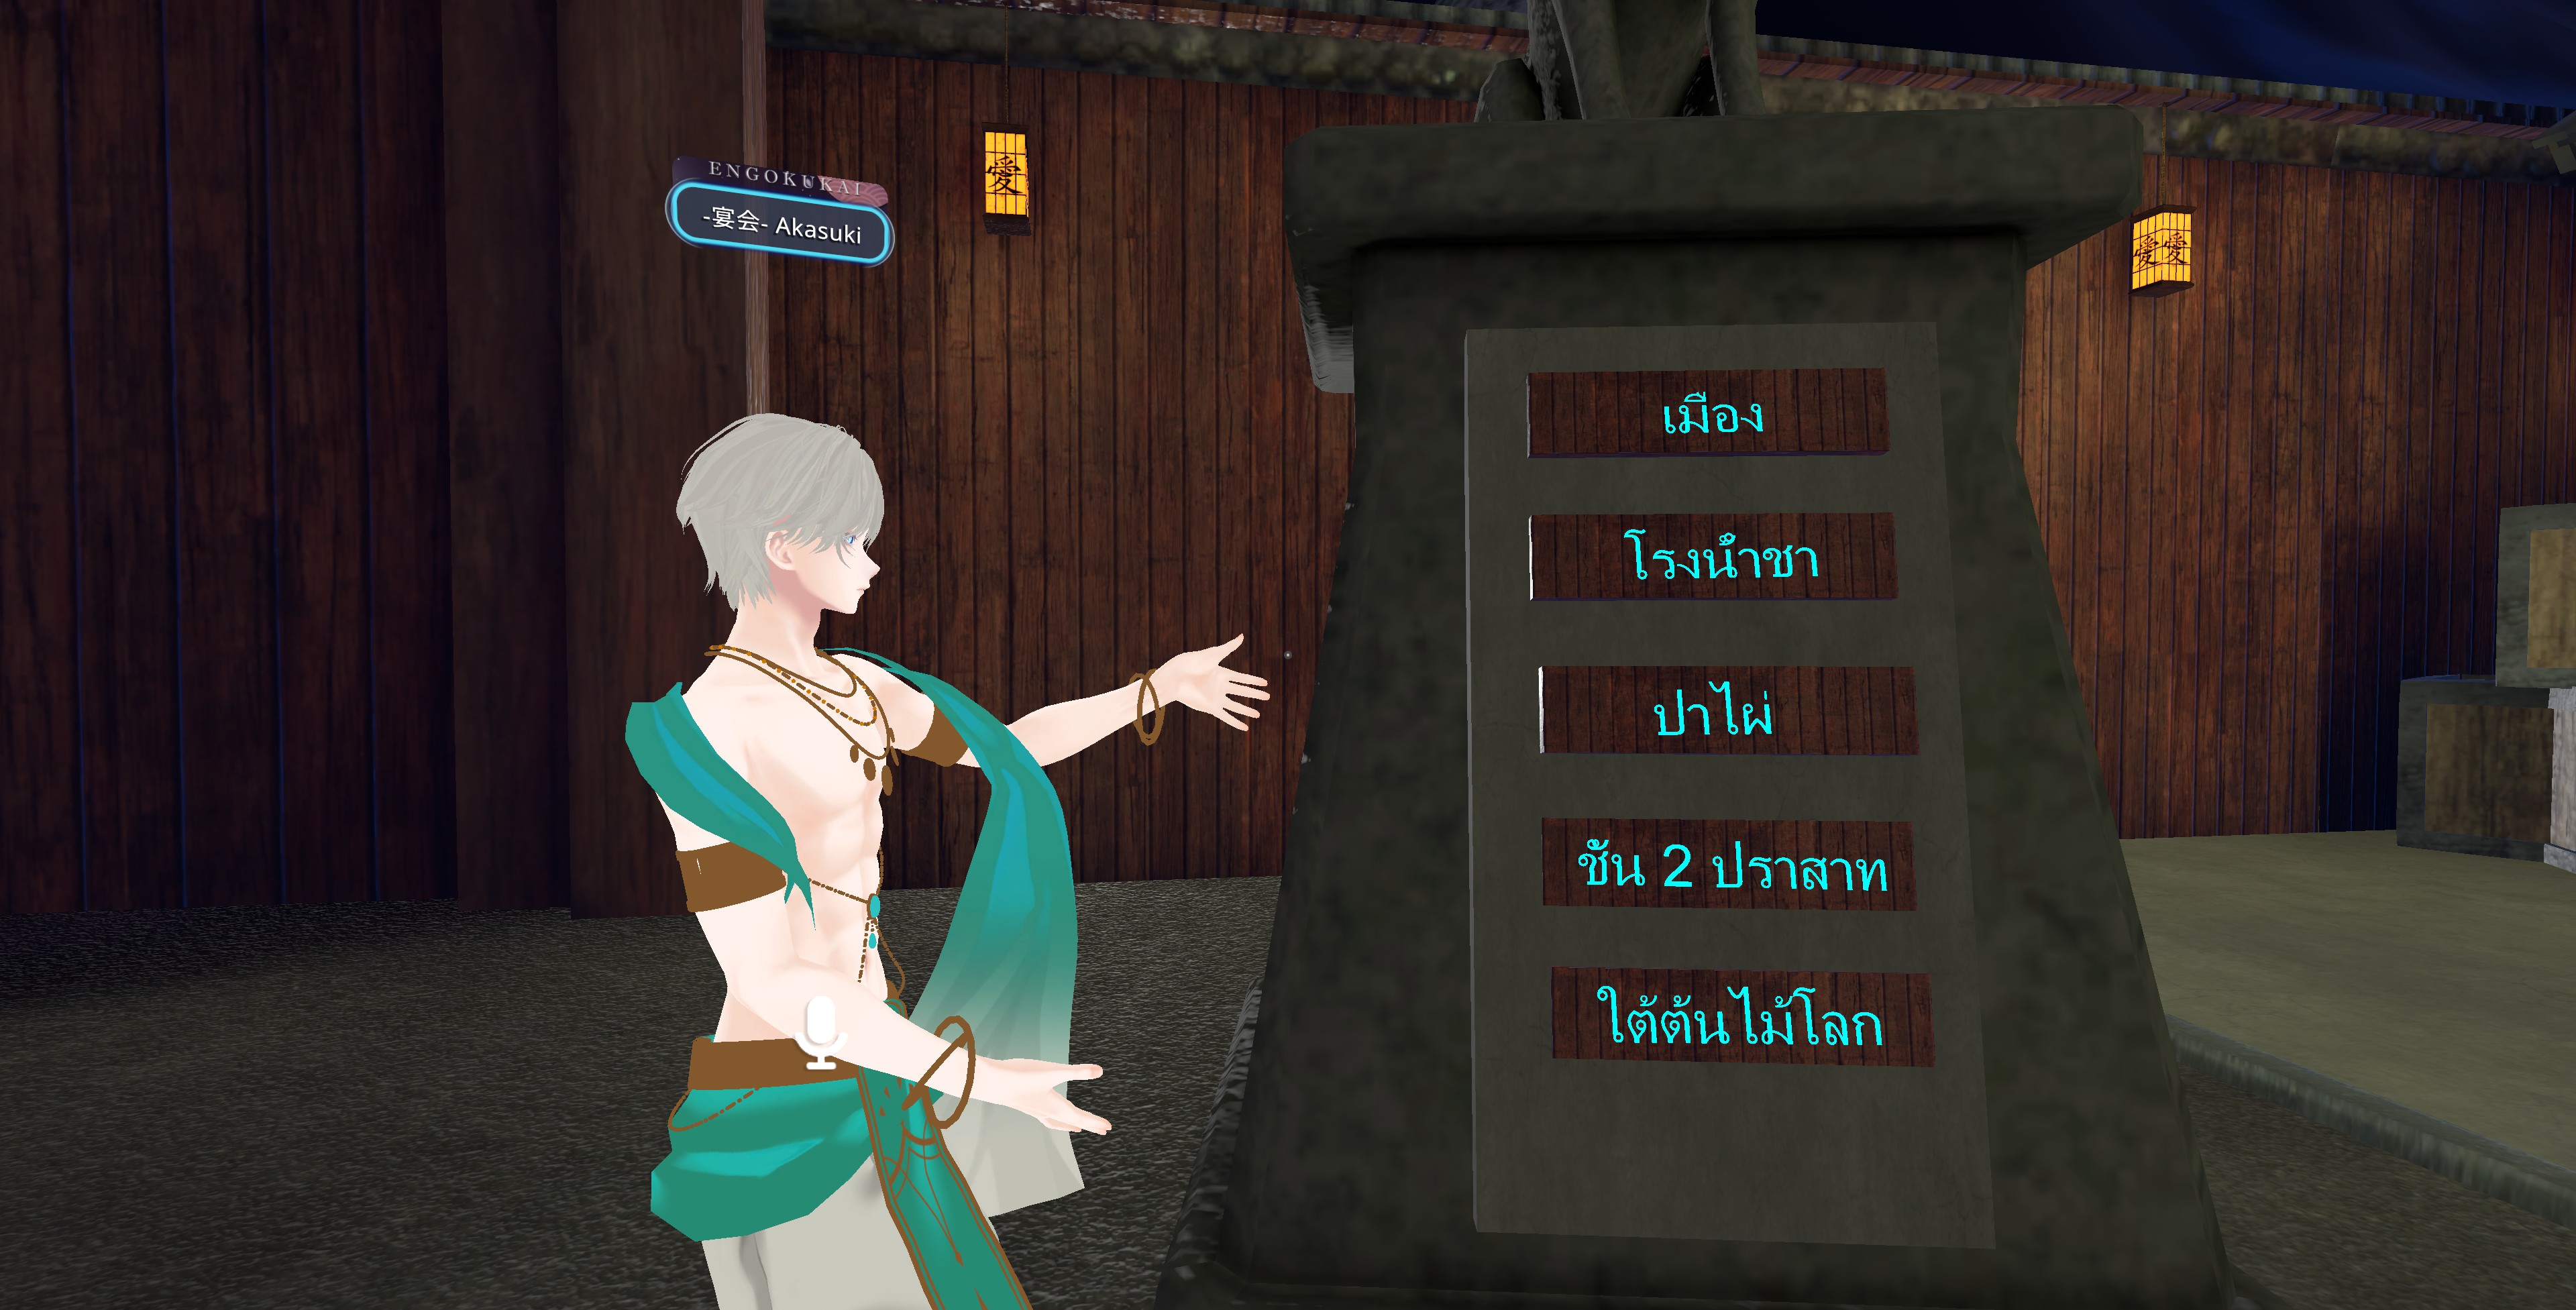 ENGOKUKAI
-宴会- Akasuki
愛
愛愛
เมือง
โรงน้ำชา
ป่าไผ่
ชั้น 2 ปราสาท
ใต้ต้นไม้โลก